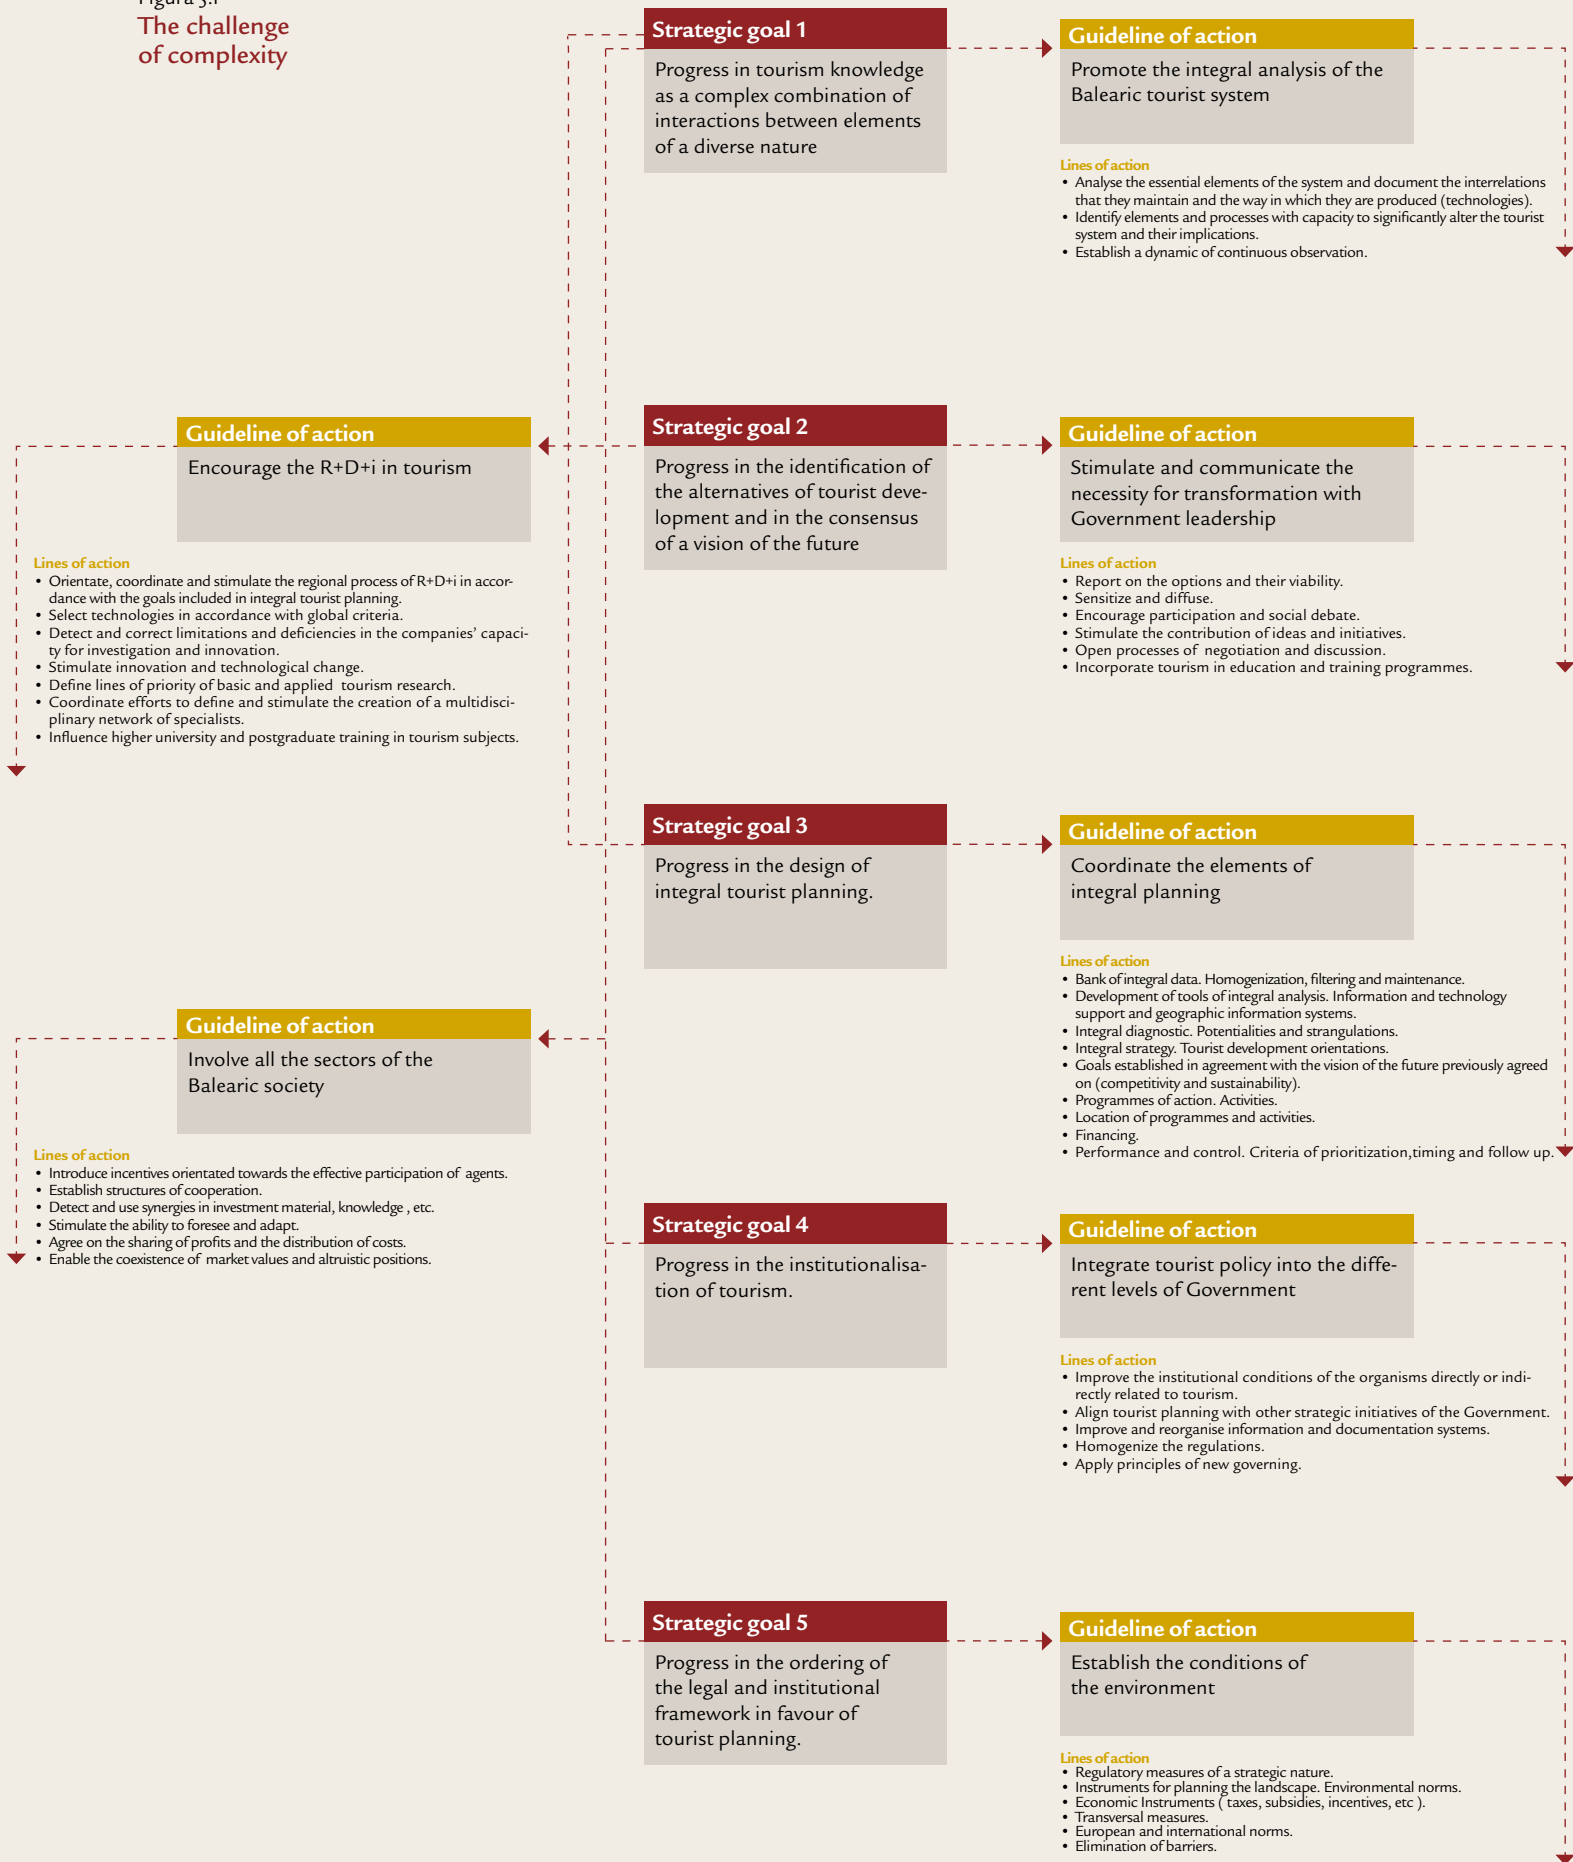 The challenge
of complexity
Strategic goal 1
Progress in tourism knowledge
as a complex combination of
interactions between elements
of a diverse nature
Guideline of action
Promote the integral analysis of the
Balearic tourist system
Lines of action
• Analyse the essential elements of the system and document the interrelations
that they maintain and the way in which they are produced (technologies).
• Identify elements and processes with capacity to significantly alter the tourist
system and their implications.
• Establish a dynamic of continuous observation.
Guideline of action
Encourage the R+D+i in tourism
Lines of action
• Orientate, coordinate and stimulate the regional process of R+D+i in accor-
dance with the goals included in integral tourist planning.
• Select technologies in accordance with global criteria.
• Detect and correct limitations and deficiencies in the companies' capaci-
ty for investigation and innovation.
• Stimulate innovation and technological change.
• Define lines of priority of basic and applied tourism research.
• Coordinate efforts to define and stimulate the creation of a multidisci-
plinary network of specialists.
• Influence higher university and postgraduate training in tourism subjects.
Strategic goal 2
Progress in the identification of
the alternatives of tourist deve-
lopment and in the consensus
of a vision of the future
Guideline of action
Stimulate and communicate the
necessity for transformation with
Government leadership
Lines of action
• Report on the options and their viability.
• Sensitize and diffuse.
• Encourage participation and social debate.
• Stimulate the contribution of ideas and initiatives.
• Open processes of negotiation and discussion.
• Incorporate tourism in education and training programmes.
Strategic goal 3
Progress in the design of
integral tourist planning.
Guideline of action
Coordinate the elements of
integral planning
Lines of action
• Bank of integral data. Homogenization, filtering and maintenance.
• Development of tools of integral analysis. Information and technology
support and geographic information systems.
• Integral diagnostic. Potentialities and strangulations.
• Integral strategy. Tourist development orientations.
• Goals established in agreement with the vision of the future previously agreed
on (competitivity and sustainability).
• Programmes of action. Activities.
• Location of programmes and activities.
• Financing.
• Performance and control. Criteria of prioritization,timing and follow up.
Guideline of action
Involve all the sectors of the
Balearic society
Lines of action
• Introduce incentives orientated towards the effective participation of agents.
• Establish structures of cooperation.
• Detect and use synergies in investment material, knowledge , etc.
• Stimulate the ability to foresee and adapt.
• Agree on the sharing of profits and the distribution of costs.
• Enable the coexistence of market values and altruistic positions.
Strategic goal 4
Progress in the institutionalisa-
tion of tourism.
Guideline of action
Integrate tourist policy into the diffe-
rent levels of Government
Lines of action
• Improve the institutional conditions of the organisms directly or indi-
rectly related to tourism.
• Align tourist planning with other strategic initiatives of the Government.
• Improve and reorganise information and documentation systems.
• Homogenize the regulations.
• Apply principles of new governing.
Strategic goal 5
Progress in the ordering of
the legal and institutional
framework in favour of
tourist planning.
Guideline of action
Establish the conditions of
the environment
Lines of action
• Regulatory measures of a strategic nature.
• Instruments for planning the landscape. Environmental norms.
• Economic Instruments ( taxes, subsidies, incentives, etc ).
• Transversal measures.
• European and international norms.
• Elimination of barriers.